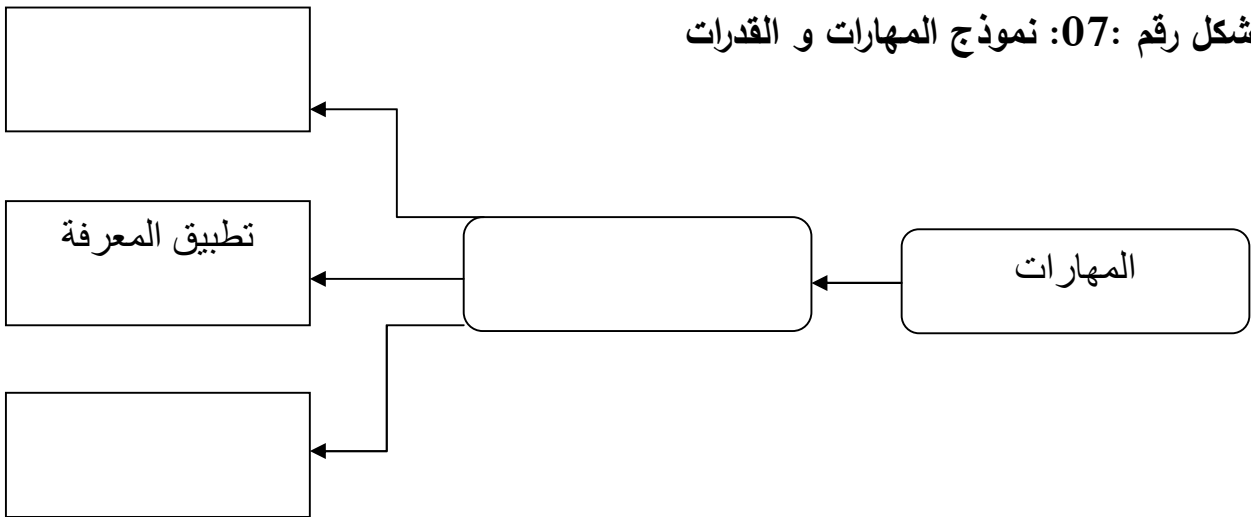 شكل رقم :07: نموذج المهارات و القدرات
تطبيق المعرفة
المهارات